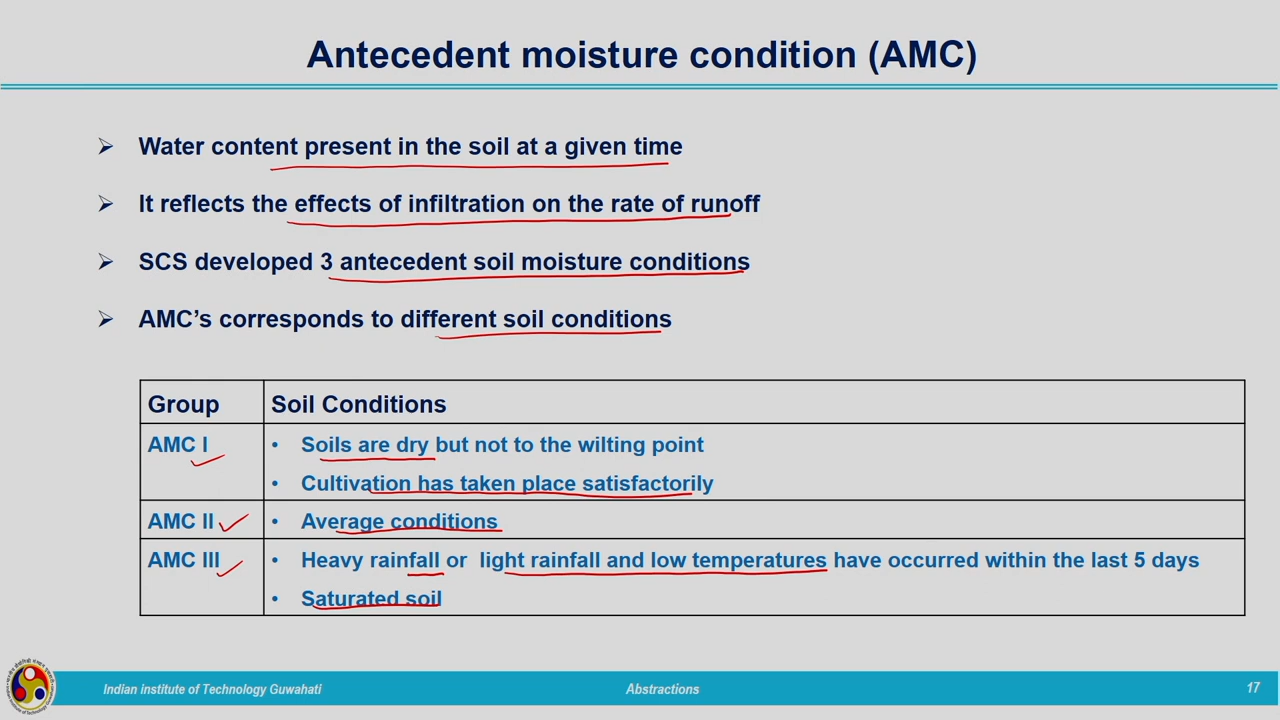 Antecedent moisture condition (AMC)
➢ Water content present in the soil at a given time
➢ It reflects the effects of infiltration on the rate of runoff
➢ SCS developed 3 antecedent soil moisture conditions
➢ AMC's corresponds to different soil conditions
Group Soil Conditions
AMC I • Soils are dry but not to the wilting point
• Cultivation has taken place satisfactorily
AMC II • Average conditions
AMC III • Heavy rainfall or light rainfall and low temperatures have occurred within the last 5 days
• Saturated soil
Indian institute of Technology Guwahati Abstractions 17